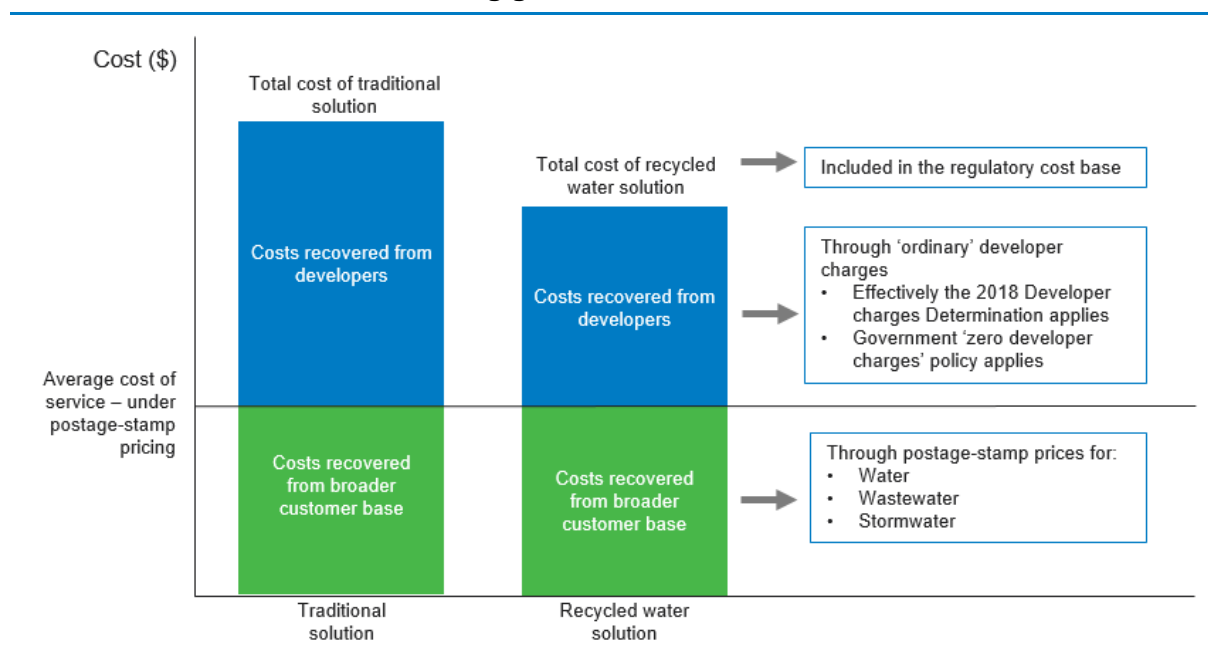 Cost ($)
Total cost of traditional
solution
Total cost of recycled
water solution
Included in the regulatory cost base
Costs recovered from
developers
Costs recovered from
developers
Through ‘ordinary’ developer
charges
• Effectively the 2018 Developer
charges Determination applies
• Government ‘zero developer
charges’ policy applies
Average cost of
service – under
postage-stamp
pricing
Costs recovered
from broader
customer base
Costs recovered
from broader
customer base
Through postage-stamp prices for:
• Water
• Wastewater
• Stormwater
Traditional
solution
Recycled water
solution